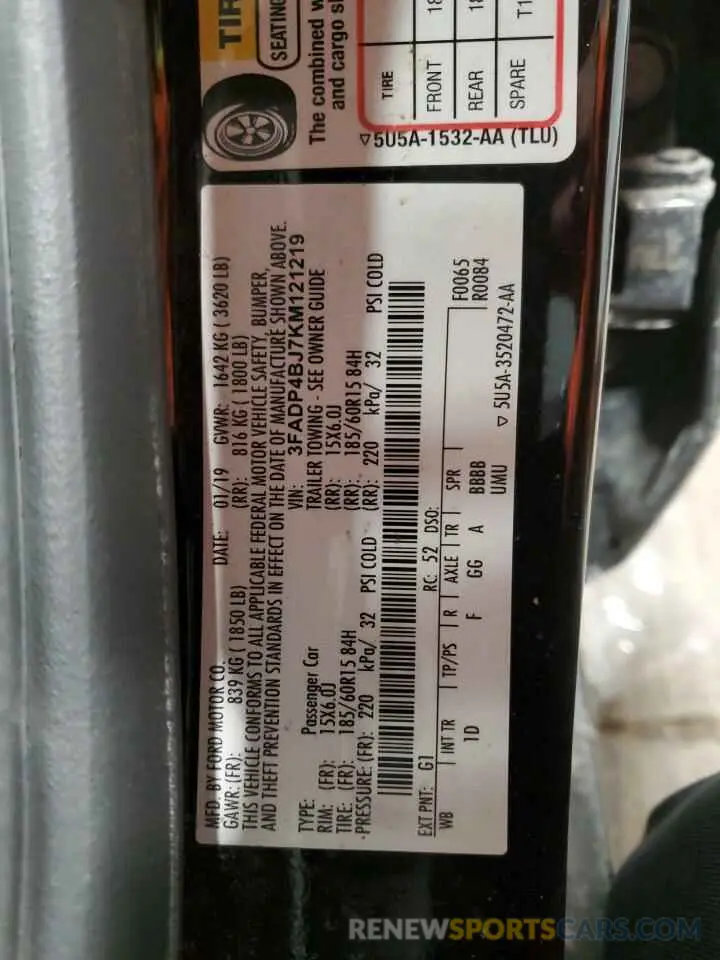 MFD. BY FORD MOTOR CO.
DATE: 01/19 GVWR: 1642 KG ( 3620 LB)
GAWR: (FR): 839 KG ( 1850 LB) (RR): 816 KG ( 1800 LB)
THIS VEHICLE CONFORMS TO ALL APPLICABLE FEDERAL MOTOR VEHICLE SAFETY, BUMPER,
AND THEFT PREVENTION STANDARDS IN EFFECT ON THE DATE OF MANUFACTURE SHOWN ABOVE.
VIN: 3FADP4BJ7KM121219
TYPE: Passenger Car TRAILER TOWING - SEE OWNER GUIDE
RIM: (FR): 15X6.0J (RR): 15X6.0J
TIRE: (FR): 185/60R15 84H (RR): 185/60R15 84H
PRESSURE: (FR): 220 kPa/ 32 PSI COLD (RR): 220 kPa/ 32 PSI COLD
EXT PNT: G1 RC: 52 DSO: F0065
WB INT TR TP/PS R AXLE TR SPR R0084
1D F GG A BBBB
UMU
▽ 5U5A-3520472-AA
TIR
SEATING
The combined w
and cargo s
TIRE
FRONT 18
REAR 18
SPARE T1
▽5U5A-1532-AA (TLU)
RENEWSPORTSCARS.COM